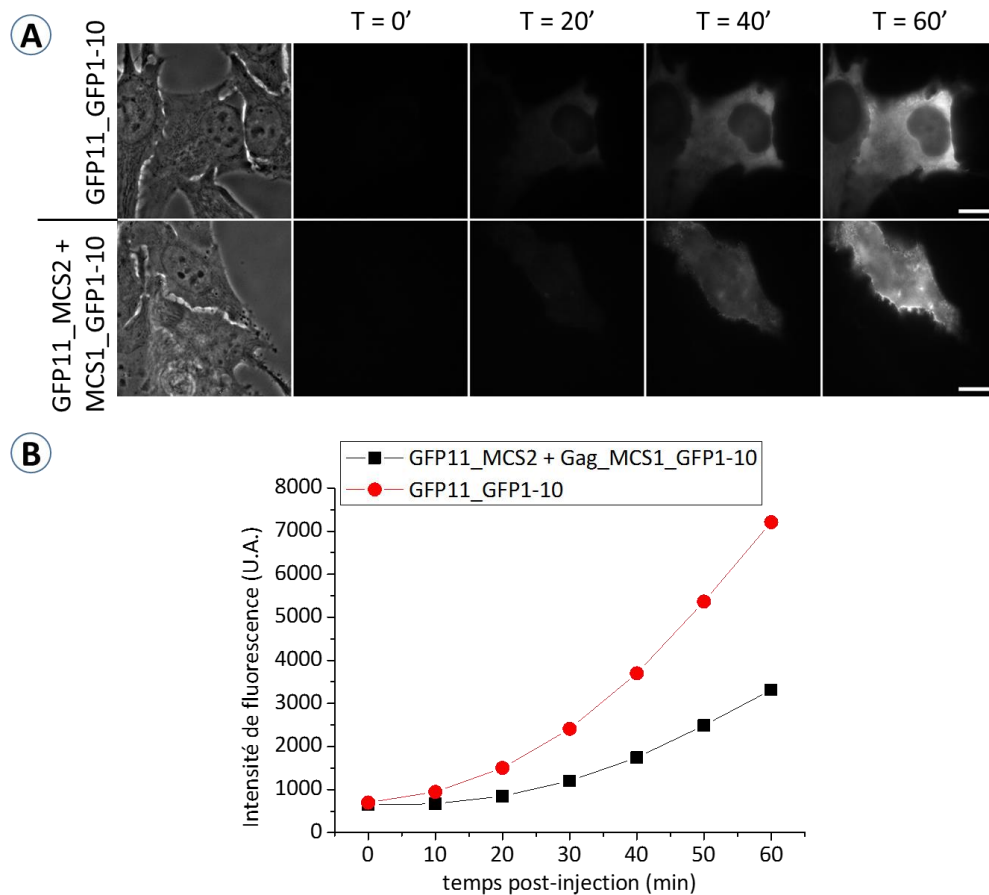 A
T = 0’
T = 20’
T = 40’
T = 60’
GFP11_GFP1-10
GFP11_MCS2 +
MCS1_GFP1-10
B
GFP11_MCS2 + Gag_MCS1_GFP1-10
GFP11_GFP1-10
Intensité de fluorescence (U.A.)
8000
7000
6000
5000
4000
3000
2000
1000
0
0 10 20 30 40 50 60
temps post-injection (min)